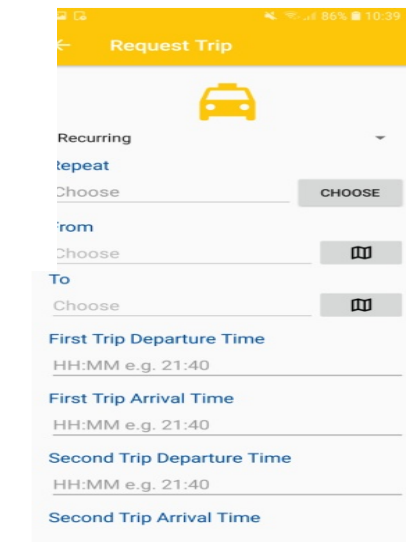 86% 10:39
Request Trip
Recurring
Repeat
Choose CHOOSE
From
Choose
To
Choose
First Trip Departure Time
HH:MM e.g. 21:40
First Trip Arrival Time
HH:MM e.g. 21:40
Second Trip Departure Time
HH:MM e.g. 21:40
Second Trip Arrival Time